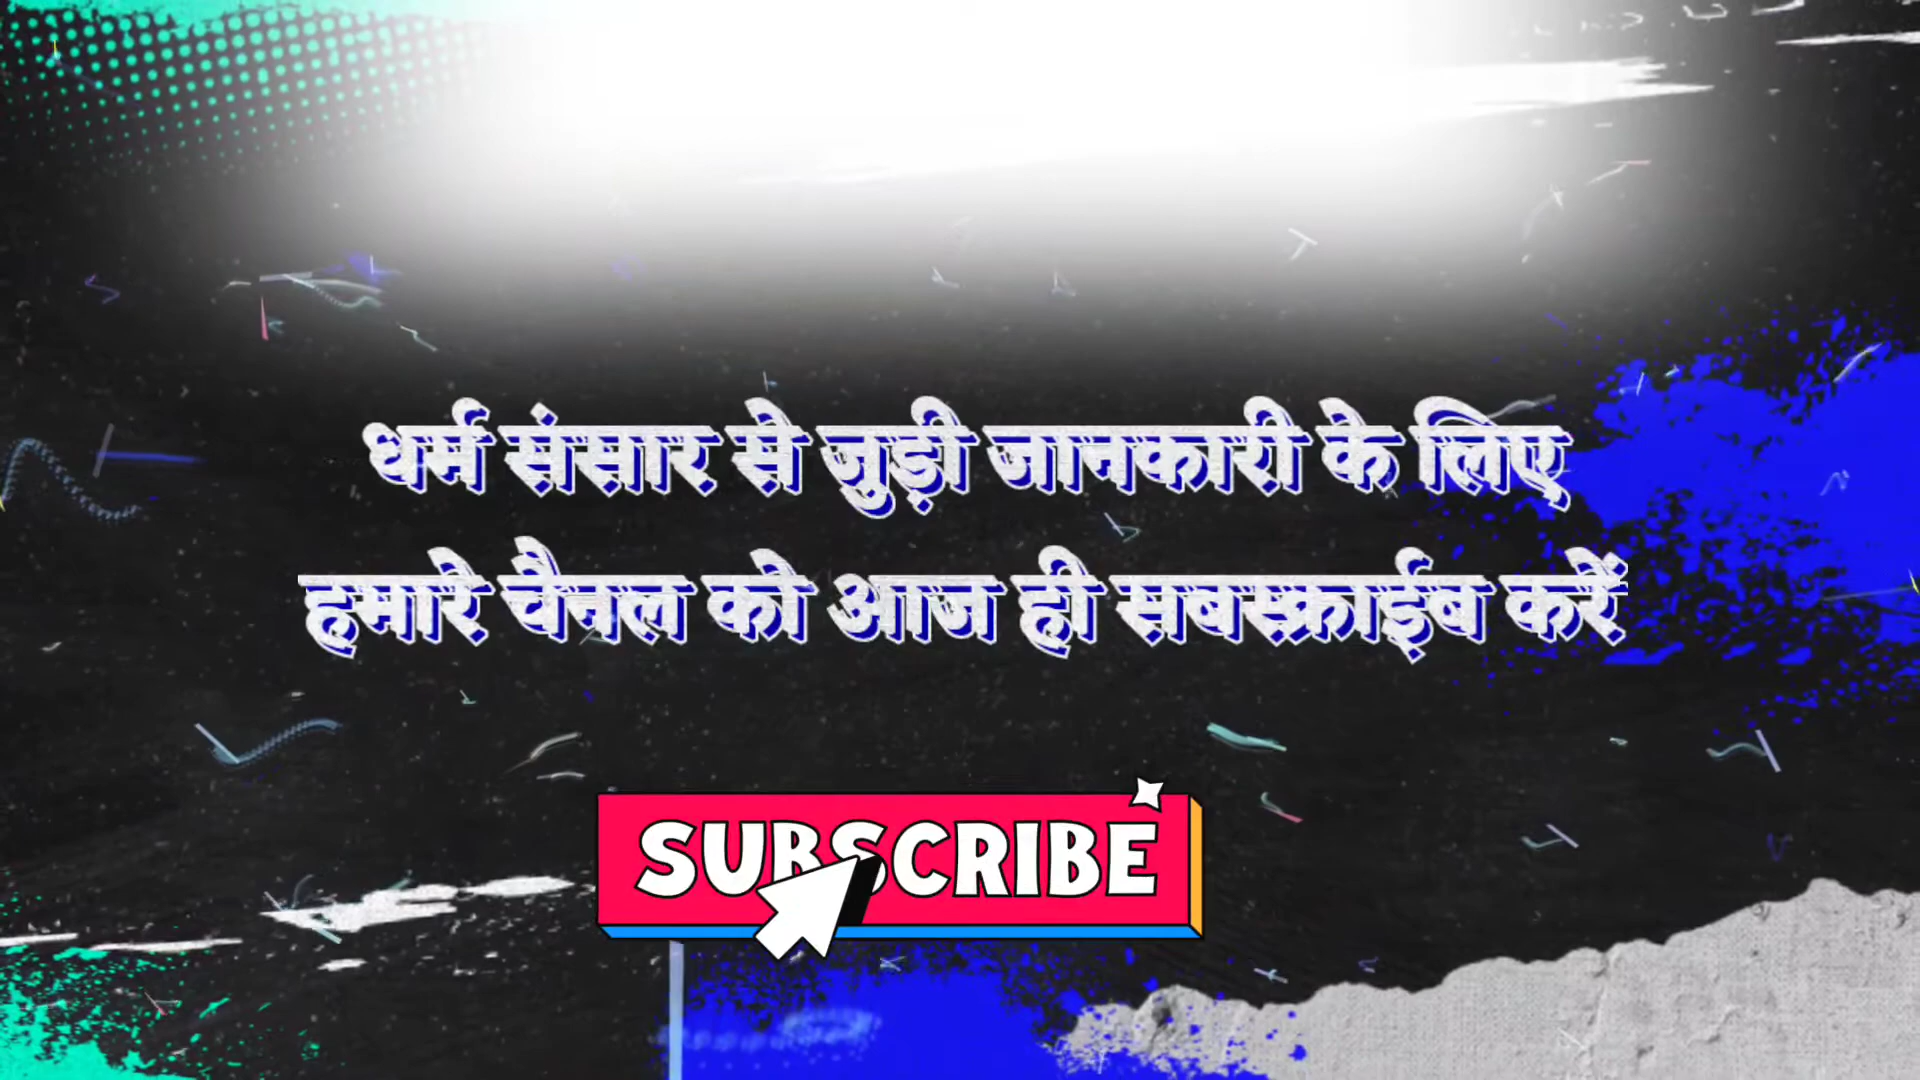 धर्म संसार से जुड़ी जानकारी के लिए
हमारे चैनल को आज ही सबस्क्राईब करें
SUBSCRIBE